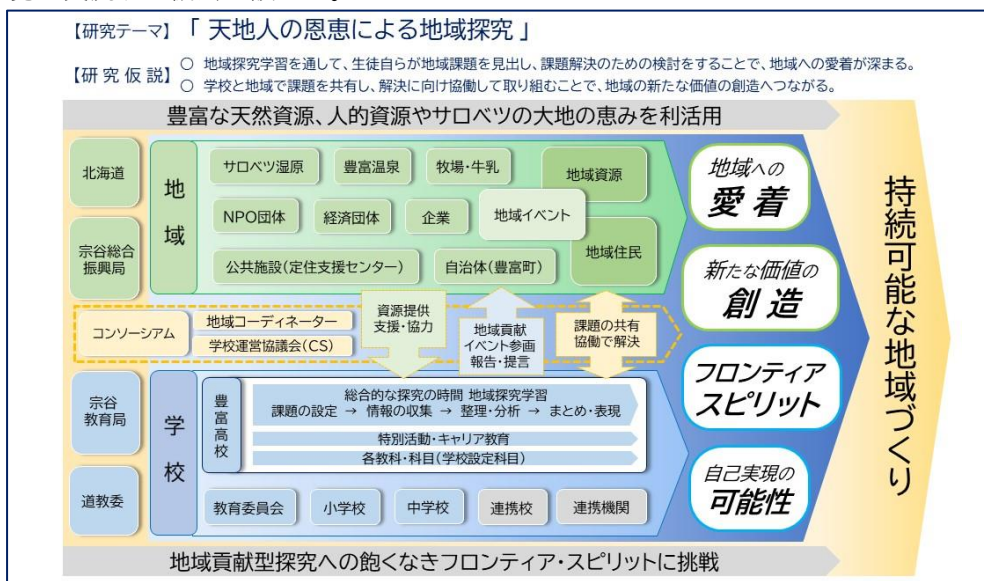 【研究テーマ】「 天地人の恩恵による地域探究 」
【研 究 仮 説】
○ 地域探究学習を通して、生徒自らが地域課題を見出し、課題解決のための検討をすることで、地域への愛着が深まる。
○ 学校と地域で課題を共有し、解決に向け協働して取り組むことで、地域の新たな価値の創造へつながる。
豊富な天然資源、人的資源やサロベツの大地の恵みを利活用
北海道
宗谷総合
振興局
地域
サロベツ湿原
豊富温泉
牧場・牛乳
地域資源
NPO団体
経済団体
企業
地域イベント
公共施設(定住支援センター)
自治体(豊富町)
地域住民
コンソーシアム
地域コーディネーター
学校運営協議会(CS)
資源提供
支援・協力
地域貢献
イベント参画
報告・提言
課題の共有
協働で解決
宗谷
教育局
道教委
学校
豊富高校
総合的な探究の時間 地域探究学習
課題の設定 → 情報の収集 → 整理・分析 → まとめ・表現
特別活動・キャリア教育
各教科・科目(学校設定科目)
教育委員会
小学校
中学校
連携校
連携機関
地域への
愛着
新たな価値の
創造
フロンティア
スピリット
自己実現の
可能性
持続可能な地域づくり
地域貢献型探究への飽くなきフロンティア・スピリットに挑戦